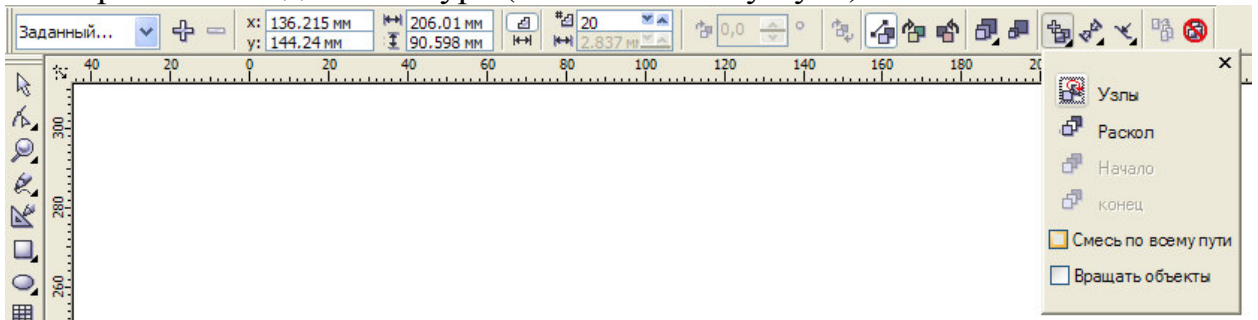 Заданный...
x: 136.215 мм
y: 144.24 мм
206.01 мм
90.598 мм
20
2.837 м
0,0
°
40 20 0 20 40 60 80 100 120 140 160 180 20
300
280
260
Узлы
Раскол
Начало
конец
Смесь по всему пути
Вращать объекты